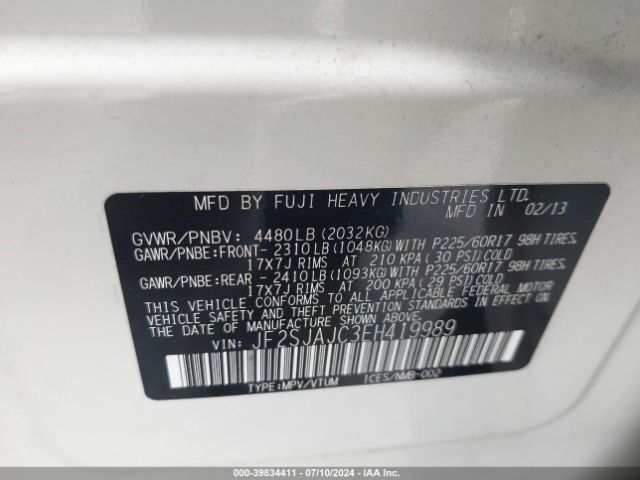 MFD BY FUJI HEAVY INDUSTRIES LTD.
MFD IN 02/13
GVWR/PNBV: 4480LB (2032KG)
GAWR/PNBE:FRONT- 2310LB(1048KG)WITH P225/60R17 98H TIRES,
17X7J RIMS AT 210 KPA( 30 PSI)COLD
GAWR/PNBE:REAR - 2410LB(1093KG)WITH P225/60R17 98H TIRES,
17X7J RIMS AT 200 KPA( 29 PSI)COLD
THIS VEHICLE CONFORMS TO ALL APPLICABLE FEDERAL MOTOR
VEHICLE SAFETY AND THEFT PREVENTION STANDARDS IN EFFECT
ON THE DATE OF MANUFACTURE SHOWN ABOVE.
VIN: JF2SJAJC3EH419989
TYPE:MPV/VTUM ICES/NMB-002
000-39834411 - 07/10/2024 - IAA Inc.